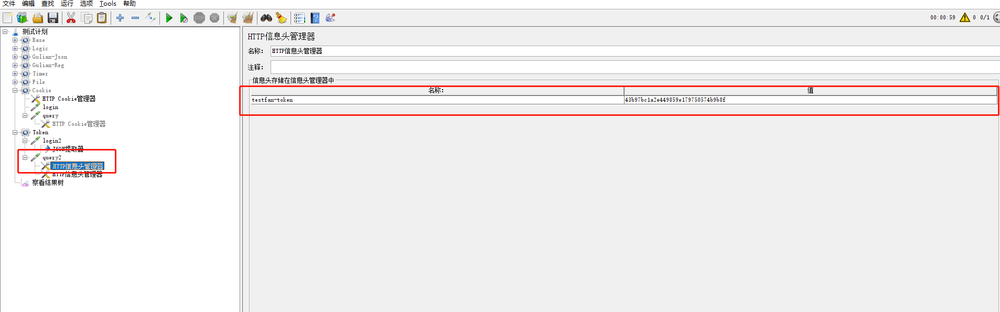 文件 编辑 查找 运行 选项 Tools 帮助
STOP
00:00:59 0 0/1
测试计划
Base
Logic
Gulian-Json
Gulian-Reg
Timer
File
Cookie
HTTP Cookie管理器
login
query
HTTP Cookie管理器
Token
login2
JSON提取器
query2
HTTP信息头管理器
HTTP信息头管理器
察看结果树
HTTP信息头管理器
名称: HTTP信息头管理器
注释:
信息头存储在信息头管理器中
名称: 值
testfan-token 43b97bc1a2e449859e179750574b9b8f